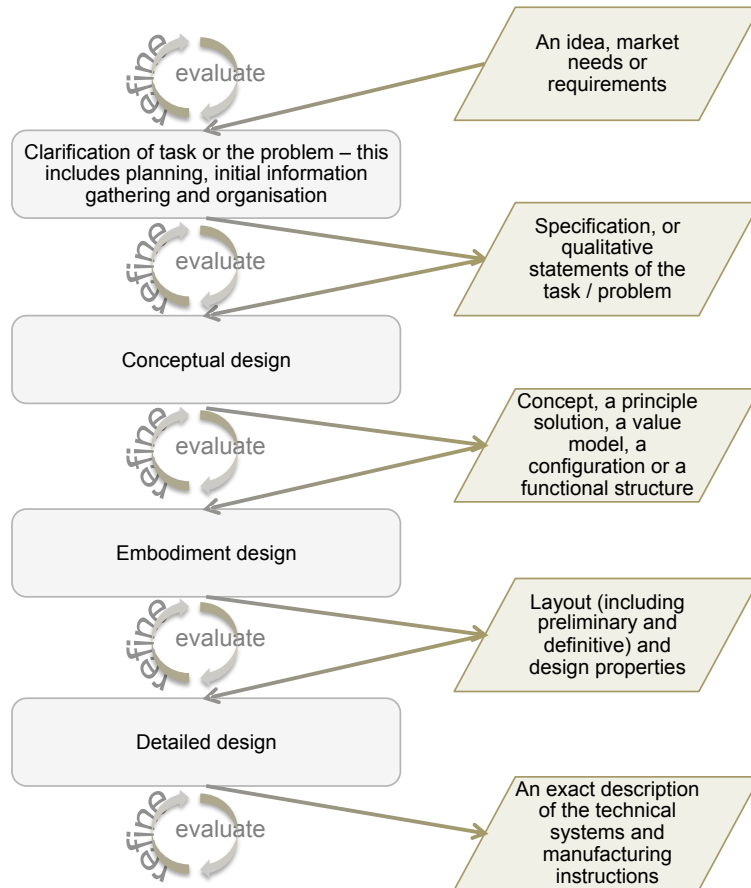 refine
evaluate
An idea, market
needs or
requirements
Clarification of task or the problem – this
includes planning, initial information
gathering and organisation
refine
evaluate
Specification, or
qualitative
statements of the
task / problem
Conceptual design
refine
evaluate
Concept, a principle
solution, a value
model, a
configuration or a
functional structure
Embodiment design
refine
evaluate
Layout (including
preliminary and
definitive) and
design properties
Detailed design
refine
evaluate
An exact description
of the technical
systems and
manufacturing
instructions